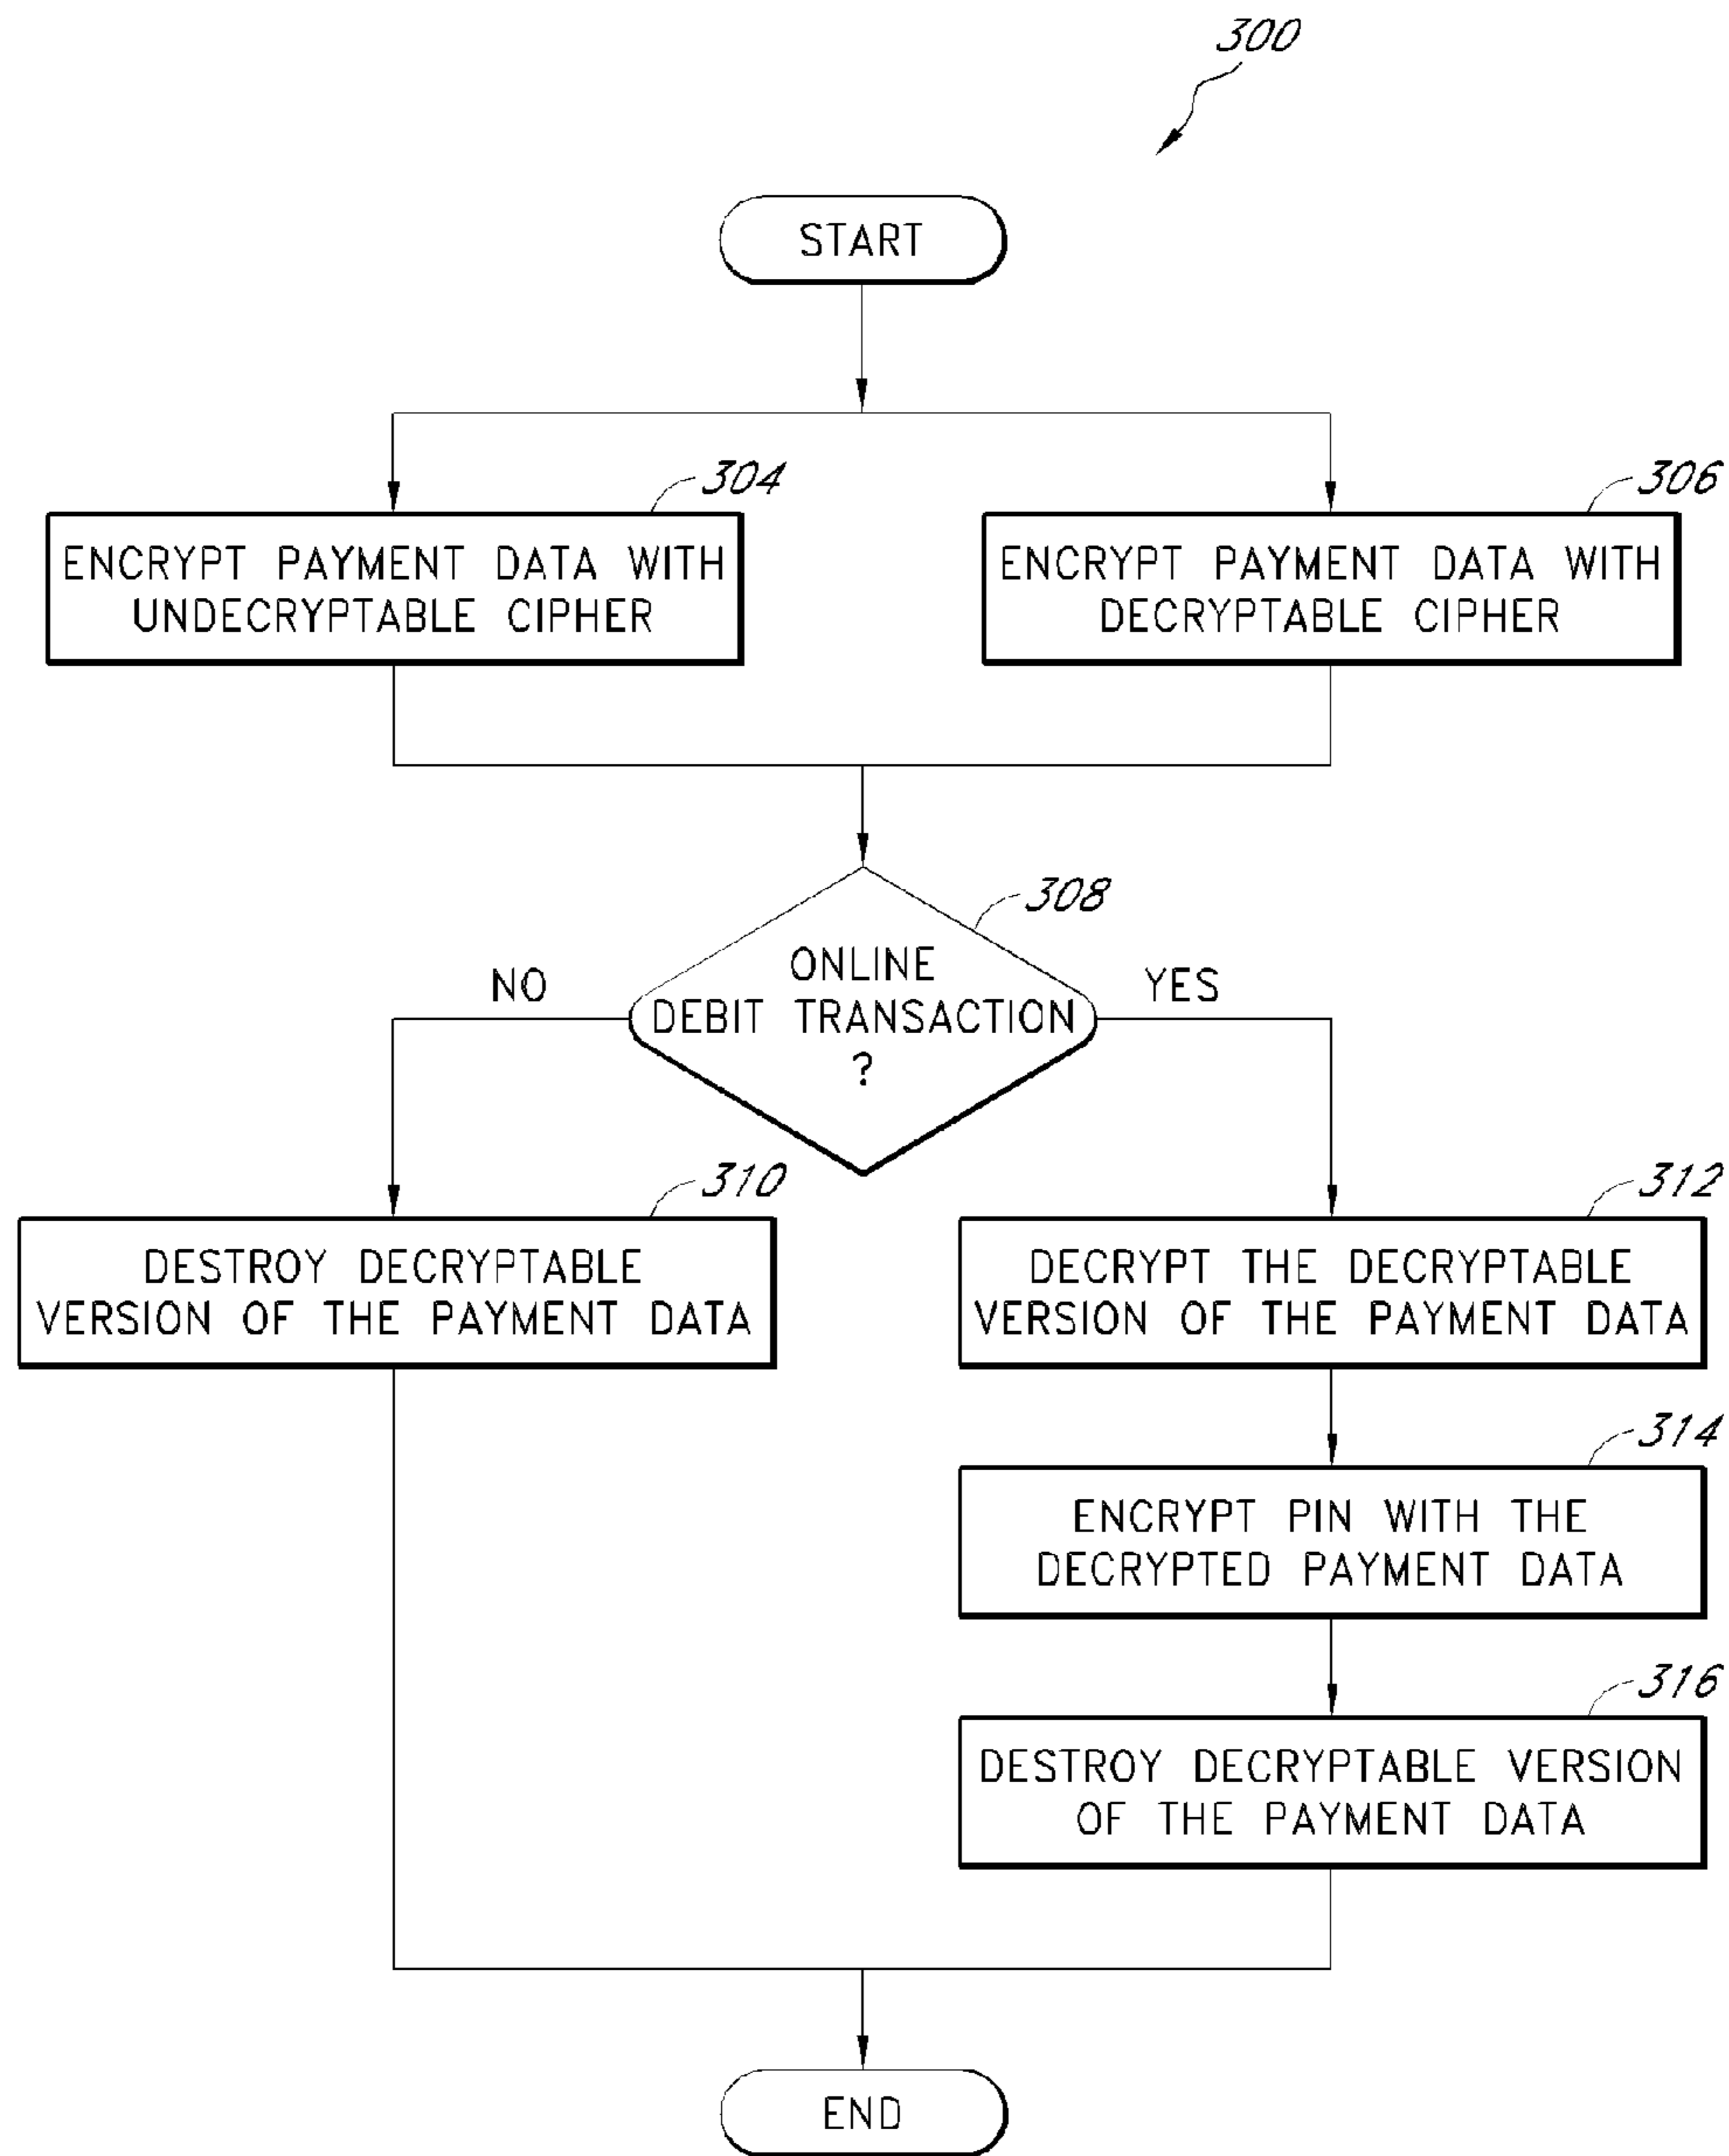 300
START
304
306
ENCRYPT PAYMENT DATA WITH
UNDECRYPTABLE CIPHER
ENCRYPT PAYMENT DATA WITH
DECRYPTABLE CIPHER
308
ONLINE
DEBIT TRANSACTION
?
NO
YES
310
312
DESTROY DECRYPTABLE
VERSION OF THE PAYMENT DATA
DECRYPT THE DECRYPTABLE
VERSION OF THE PAYMENT DATA
314
ENCRYPT PIN WITH THE
DECRYPTED PAYMENT DATA
316
DESTROY DECRYPTABLE VERSION
OF THE PAYMENT DATA
END